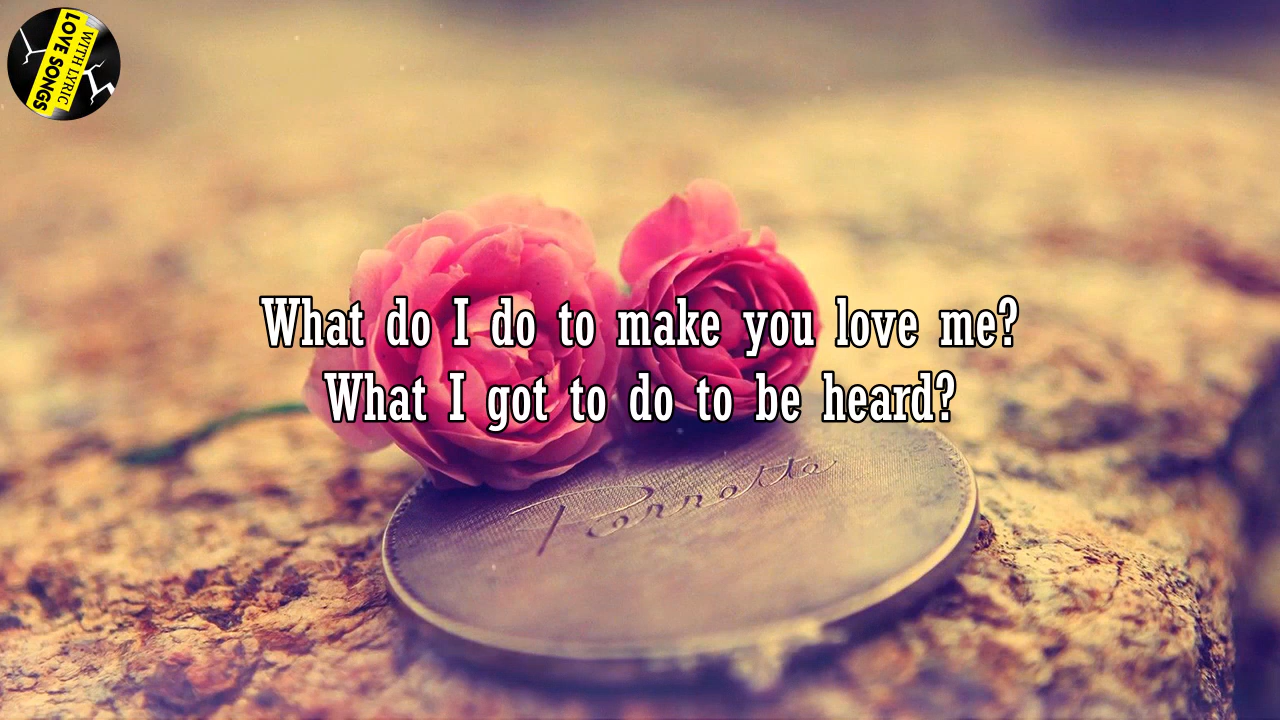 LOVE SONGS
WITH LYRIC
What do I do to make you love me?
What I got to do to be heard?